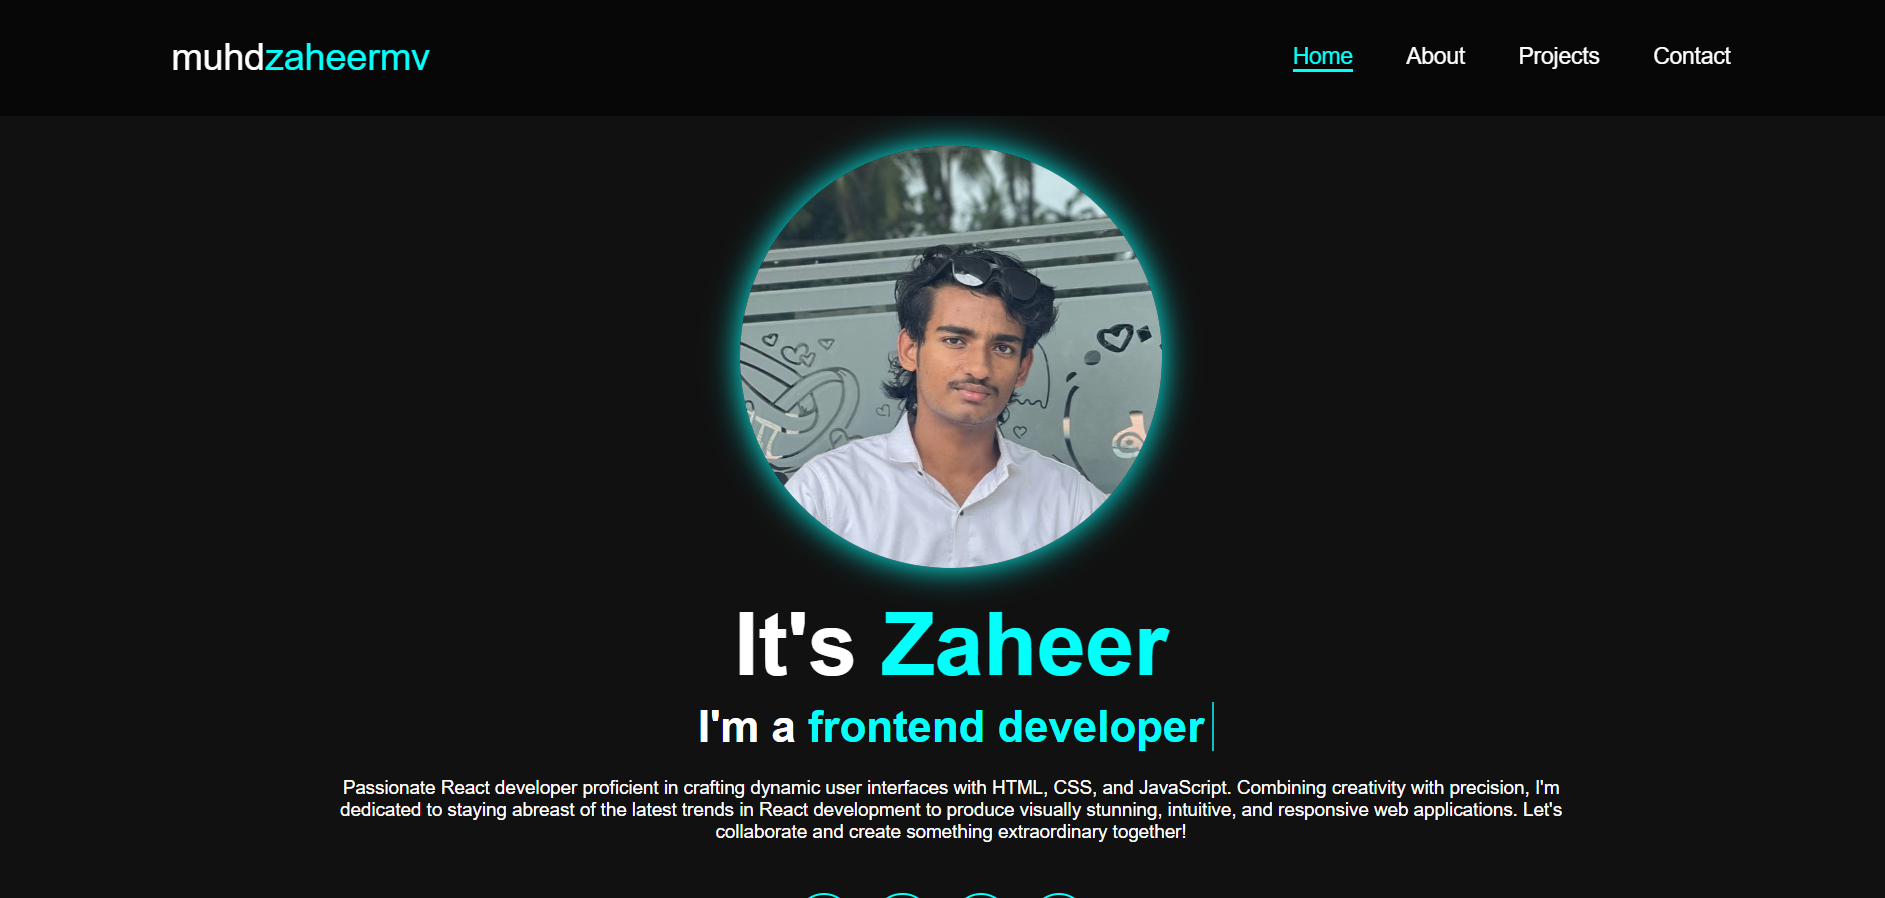 muhdzaheermv
Home About Projects Contact
It's Zaheer
I'm a frontend developer
Passionate React developer proficient in crafting dynamic user interfaces with HTML, CSS, and JavaScript. Combining creativity with precision, I'm
dedicated to staying abreast of the latest trends in React development to produce visually stunning, intuitive, and responsive web applications. Let's
collaborate and create something extraordinary together!